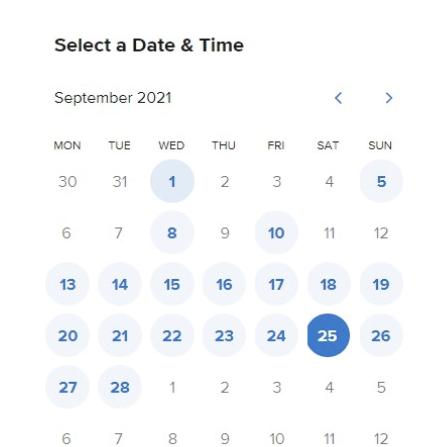 Select a Date & Time
September 2021
MON TUE WED THU FRI SAT SUN
30 31 1 2 3 4 5
6 7 8 9 10 11 12
13 14 15 16 17 18 19
20 21 22 23 24 25 26
27 28 1 2 3 4 5
6 7 8 9 10 11 12